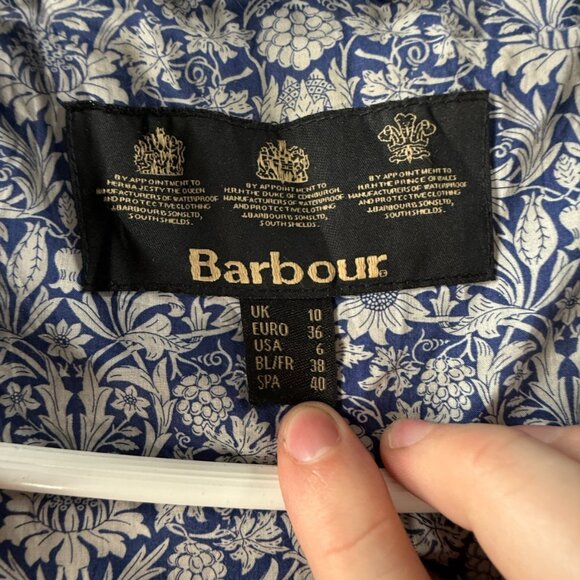 BY APPOINTMENT TO
HER MAJESTY THE QUEEN
MANUFACTURERS OF WATERPROOF
AND PROTECTIVE CLOTHING
J.BARBOUR & SONS LTD,
SOUTH SHIELDS.
BY APPOINTMENT TO
H.R.H. THE DUKE OF EDINBURGH,
MANUFACTURERS OF WATERPROOF
AND PROTECTIVE CLOTHING
J.BARBOUR & SONS LTD,
SOUTH SHIELDS.
BY APPOINTMENT TO
H.R.H. THE PRINCE OF WALES
MANUFACTURERS OF WATERPROOF
AND PROTECTIVE CLOTHING
J.BARBOUR & SONS LTD,
SOUTH SHIELDS.
Barbour®
UK 10
EURO 36
USA 6
BL/FR 38
SPA 40